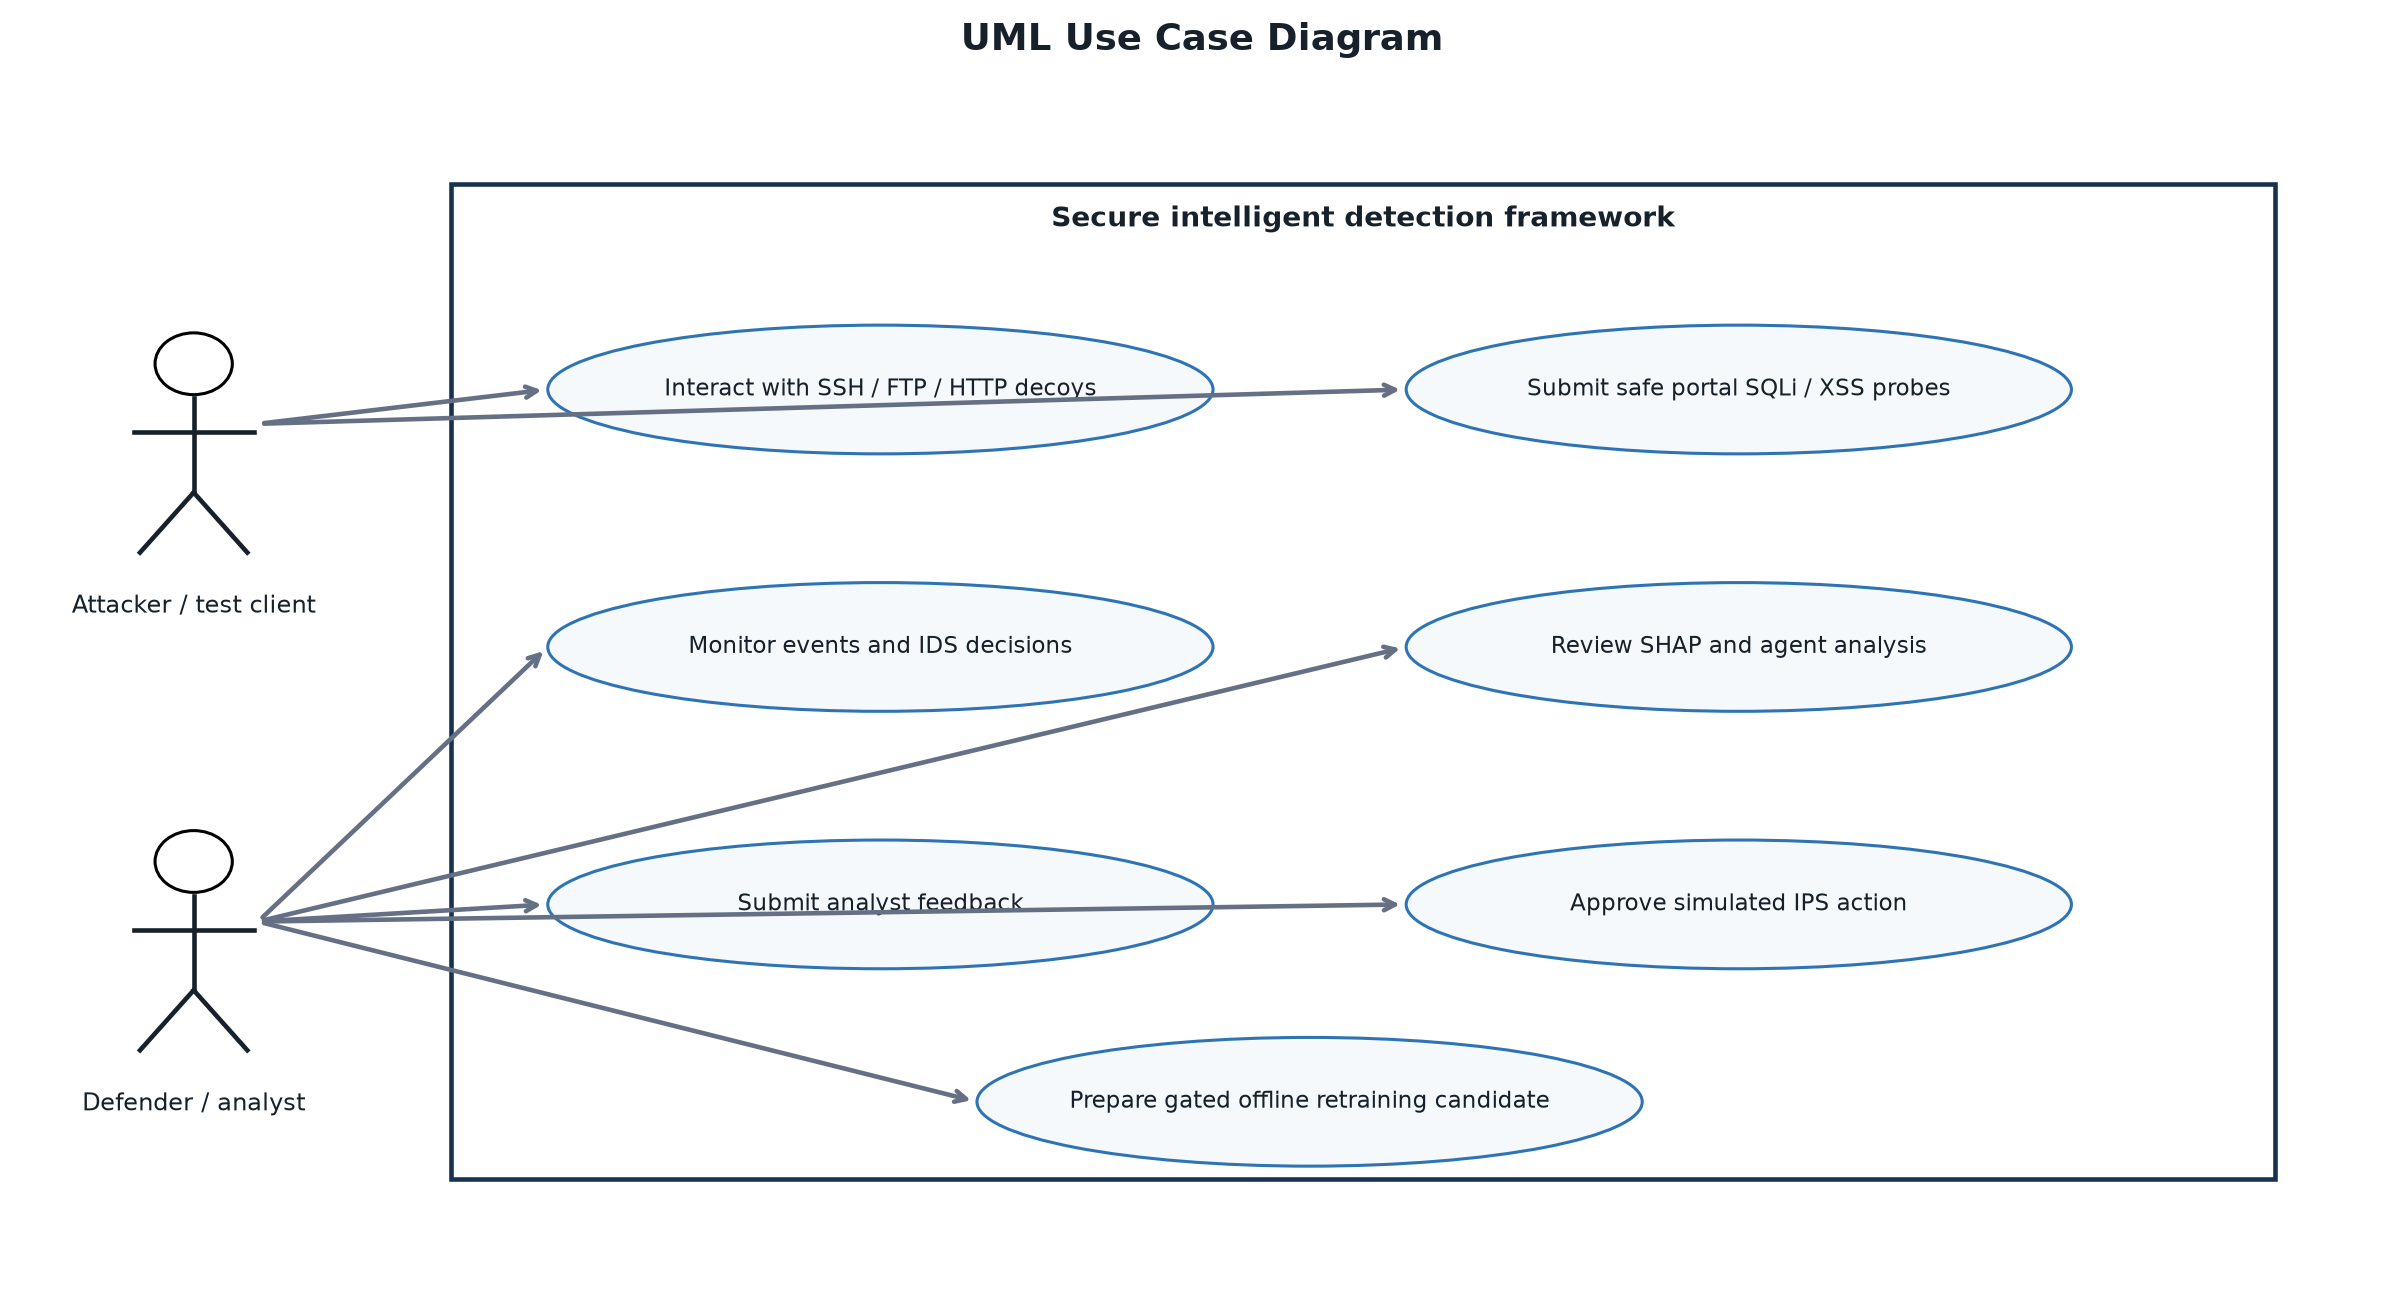 UML Use Case Diagram
Secure intelligent detection framework
Interact with SSH / FTP / HTTP decoys
Submit safe portal SQLi / XSS probes
Attacker / test client
Monitor events and IDS decisions
Review SHAP and agent analysis
Submit analyst feedback
Approve simulated IPS action
Defender / analyst
Prepare gated offline retraining candidate